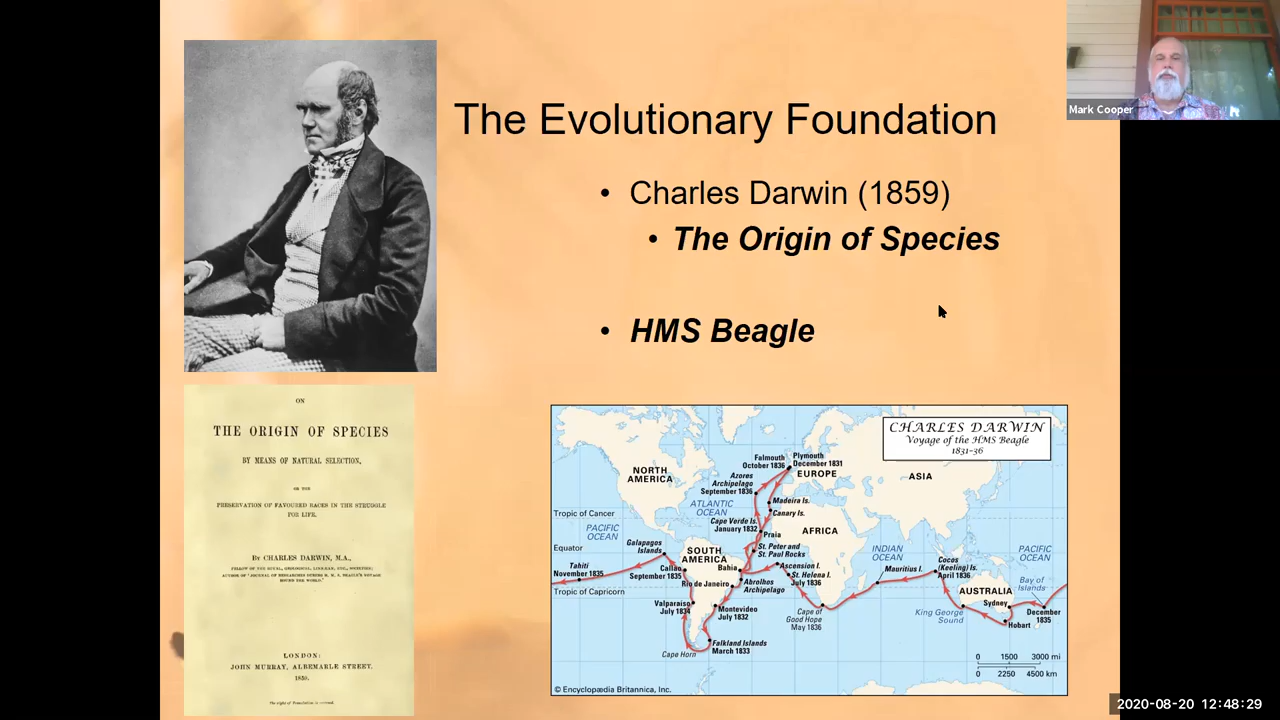 The Evolutionary Foundation
• Charles Darwin (1859)
• The Origin of Species
• HMS Beagle
Mark Cooper
ON
THE ORIGIN OF SPECIES
BY MEANS OF NATURAL SELECTION,
OR THE
PRESERVATION OF FAVOURED RACES IN THE STRUGGLE
FOR LIFE.
By CHARLES DARWIN, M.A.,
FELLOW OF THE ROYAL, GEOLOGICAL, LINNÆAN, ETC., SOCIETIES;
AUTHOR OF 'JOURNAL OF RESEARCHES DURING H. M. S. BEAGLE'S VOYAGE
ROUND THE WORLD.'
LONDON:
JOHN MURRAY, ALBEMARLE STREET.
1859.
The right of Translation is reserved.
CHARLES DARWIN
Voyage of the HMS Beagle
1831-36
NORTH
AMERICA
Falmouth
October 1836
Plymouth
December 1831
EUROPE
ASIA
Azores
Archipelago
September 1836
Madeira Is.
Canary Is.
ATLANTIC
OCEAN
Tropic of Cancer
Cape Verde Is.
January 1832
Praia
AFRICA
PACIFIC
OCEAN
Equator
Galapagos
Islands
SOUTH
AMERICA
St. Peter and
St. Paul Rocks
INDIAN
OCEAN
PACIFIC
OCEAN
Tahiti
November 1835
Callao
September 1835
Bahia
Ascension I.
St. Helena I.
July 1836
Mauritius I.
Cocos
(Keeling) Is.
April 1836
Rio de Janeiro
Abrolhos
Archipelago
Tropic of Capricorn
Bay of
Islands
AUSTRALIA
Valparaiso
July 1834
Montevideo
July 1832
Cape of
Good Hope
May 1836
King George
Sound
Sydney
Hobart
December
1835
Falkland Islands
March 1833
Cape Horn
0 1500 3000 mi
0 2250 4500 km
© Encyclopædia Britannica, Inc.
2020-08-20 12:48:29